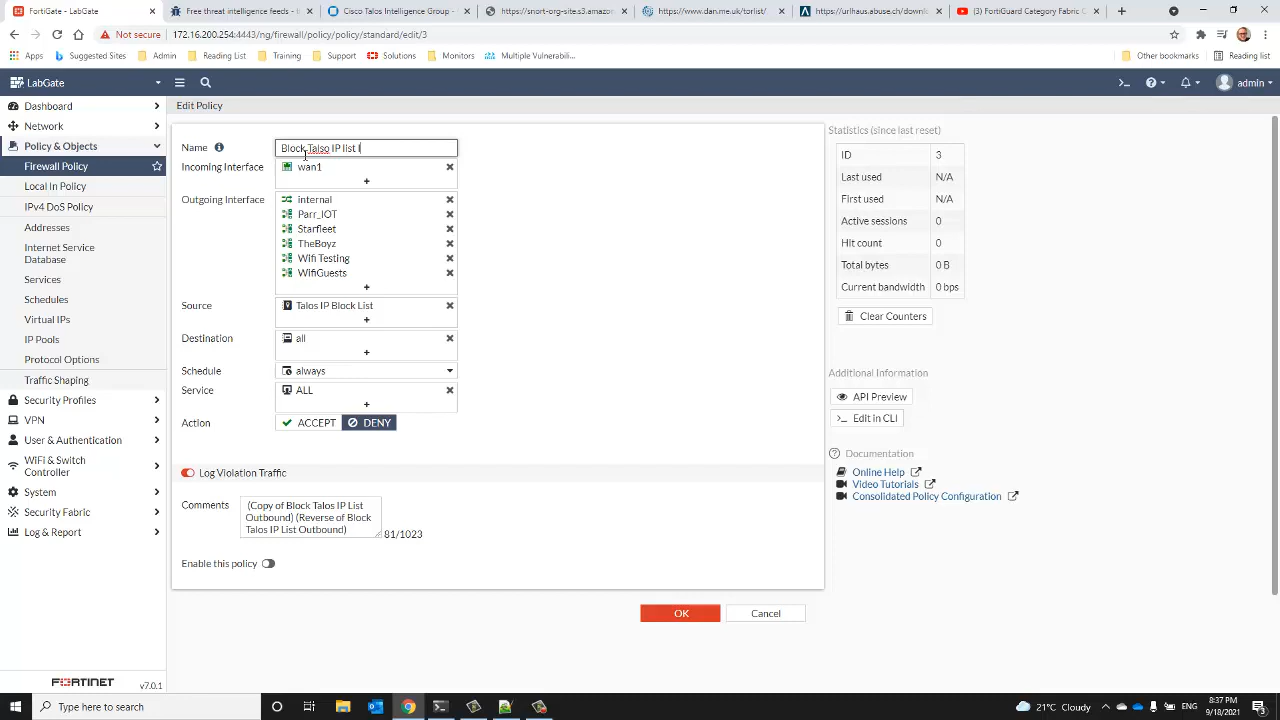 FortiGate - LabGate
Free threat intelligence feeds - t
Cisco Talos Intelligence Group -
https://snort-org-site.s3.amazon
https://www.dan.me.uk/torlist/
https://urlhaus.abuse.ch/downl
(3) FortiGuard Category Fabric C
Not secure | 172.16.200.254:4443/ng/firewall/policy/policy/standard/edit/3
Apps Suggested Sites Admin Reading List Training Support Solutions Monitors Multiple Vulnerabili... Other bookmarks Reading list
LabGate admin
Edit Policy
Dashboard
Network
Policy & Objects
Firewall Policy
Local In Policy
IPv4 DoS Policy
Addresses
Internet Service
Database
Services
Schedules
Virtual IPs
IP Pools
Protocol Options
Traffic Shaping
Security Profiles
VPN
User & Authentication
WiFi & Switch
Controller
System
Security Fabric
Log & Report
FORTINET v7.0.1
Name Block Talso IP list I
Incoming Interface wan1
+
Outgoing Interface internal
Parr_IOT
Starfleet
TheBoyz
Wifi Testing
WifiGuests
+
Source Talos IP Block List
+
Destination all
+
Schedule always
Service ALL
+
Action ACCEPT DENY
Log Violation Traffic
Comments (Copy of Block Talos IP List
Outbound) (Reverse of Block
Talos IP List Outbound)
81/1023
Enable this policy
OK Cancel
Statistics (since last reset)
ID 3
Last used N/A
First used N/A
Active sessions 0
Hit count 0
Total bytes 0 B
Current bandwidth 0 bps
Clear Counters
Additional Information
API Preview
>_ Edit in CLI
Documentation
Online Help
Video Tutorials
Consolidated Policy Configuration
Type here to search
21°C Cloudy
ENG
8:37 PM
9/18/2021